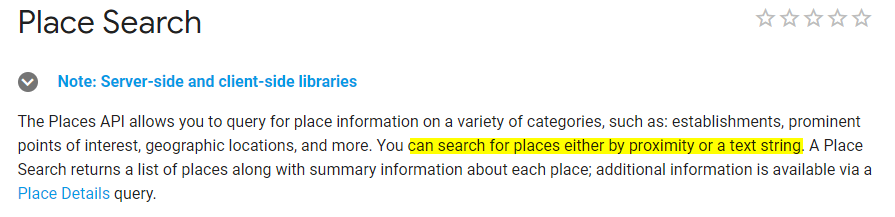 Place Search
Note: Server-side and client-side libraries
The Places API allows you to query for place information on a variety of categories, such as: establishments, prominent
points of interest, geographic locations, and more. You can search for places either by proximity or a text string. A Place
Search returns a list of places along with summary information about each place; additional information is available via a
Place Details query.